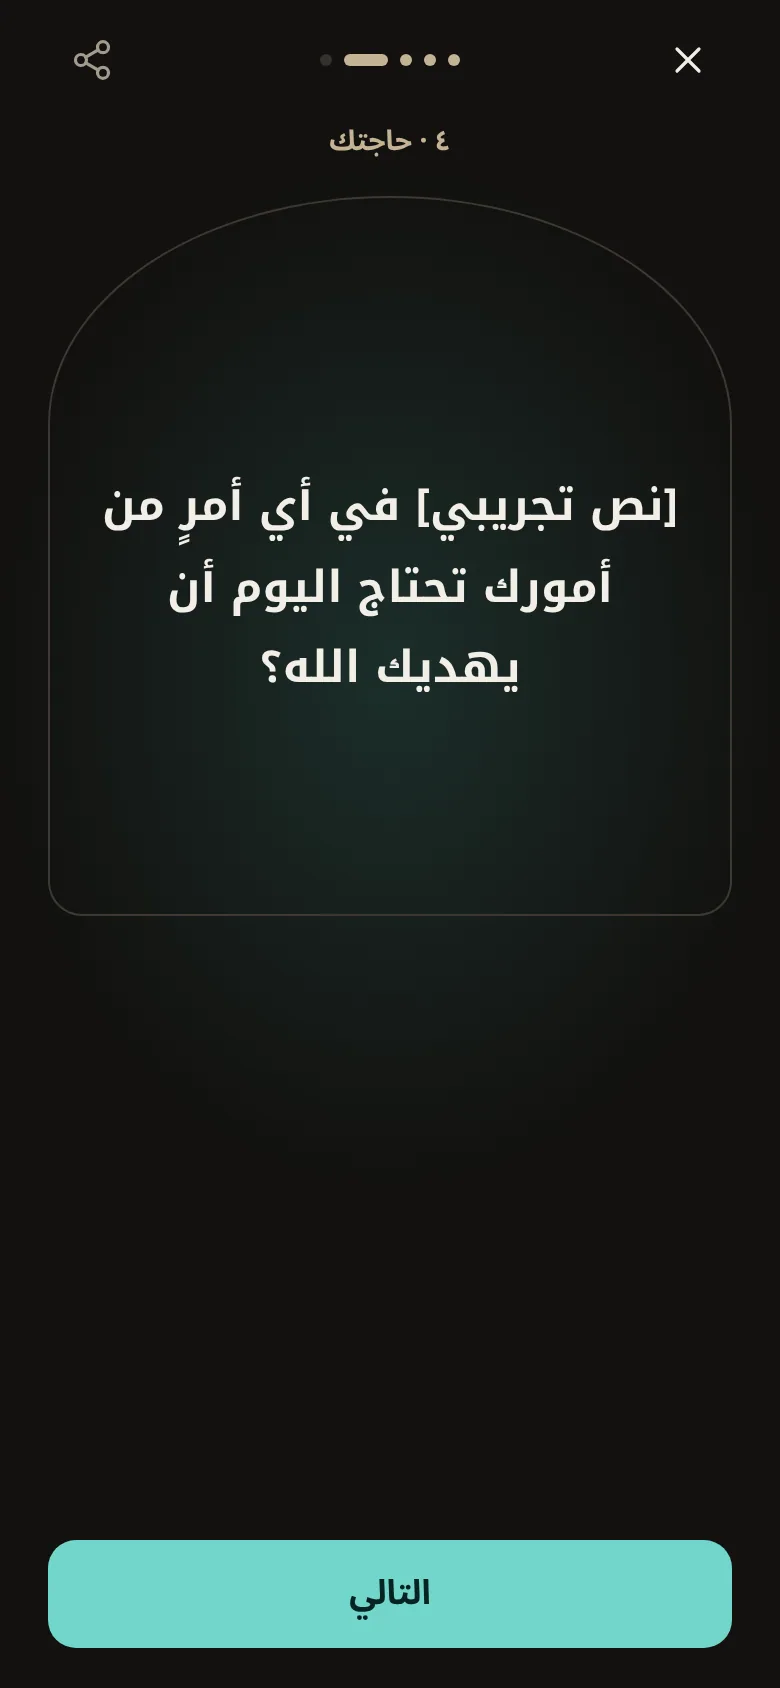 ٤ · حاجتك
[نص تجريبي] في أي أمرٍ من
أمورك تحتاج اليوم أن
يهديك الله؟
التالي